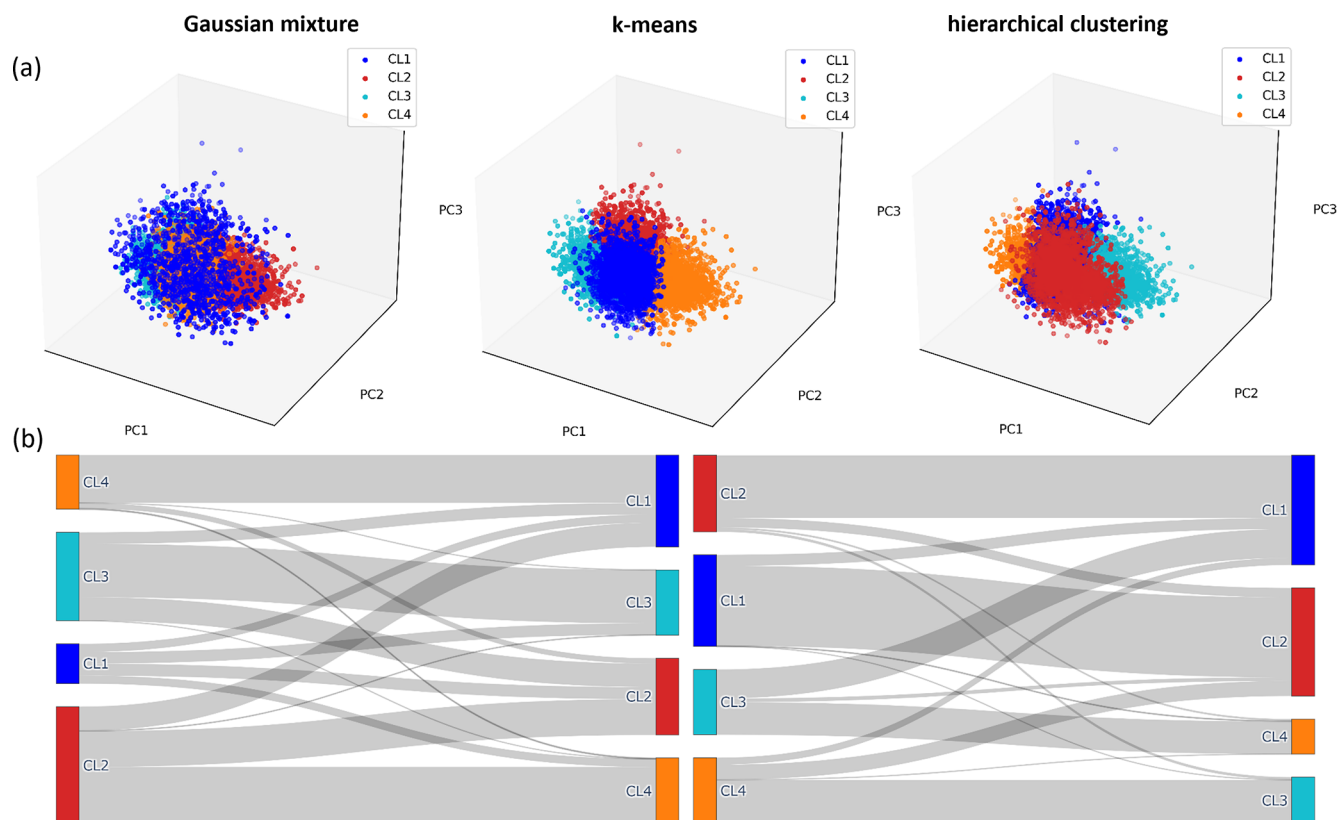 Gaussian mixture
k-means
hierarchical clustering
(a)
CL1
CL2
CL3
CL4
PC3
PC2
PC1
CL1
CL2
CL3
CL4
PC3
PC2
PC1
CL1
CL2
CL3
CL4
PC3
PC2
PC1
(b)
CL4
CL3
CL1
CL2
CL1
CL3
CL2
CL4
CL2
CL1
CL3
CL4
CL1
CL2
CL4
CL3